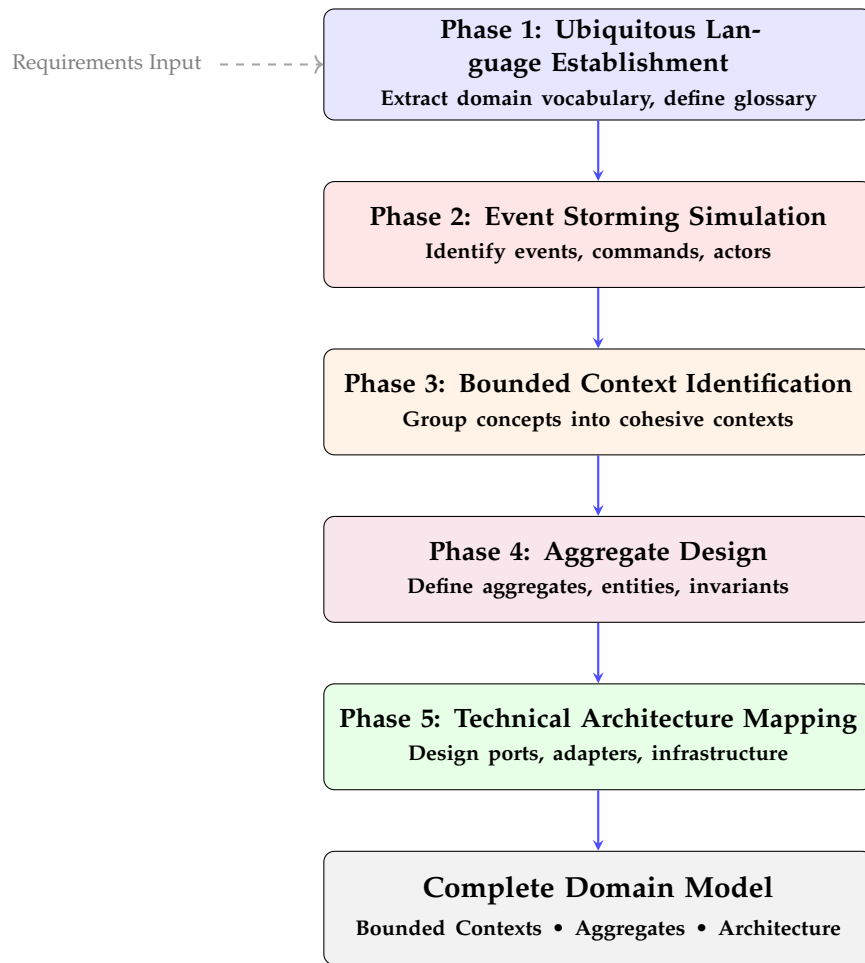 Phase 1: Ubiquitous Lan-
guage Establishment
Requirements Input
Extract domain vocabulary, define glossary
Phase 2: Event Storming Simulation
Identify events, commands, actors
Phase 3: Bounded Context Identification
Group concepts into cohesive contexts
Phase 4: Aggregate Design
Define aggregates, entities, invariants
Phase 5: Technical Architecture Mapping
Design ports, adapters, infrastructure
Complete Domain Model
Bounded Contexts • Aggregates • Architecture